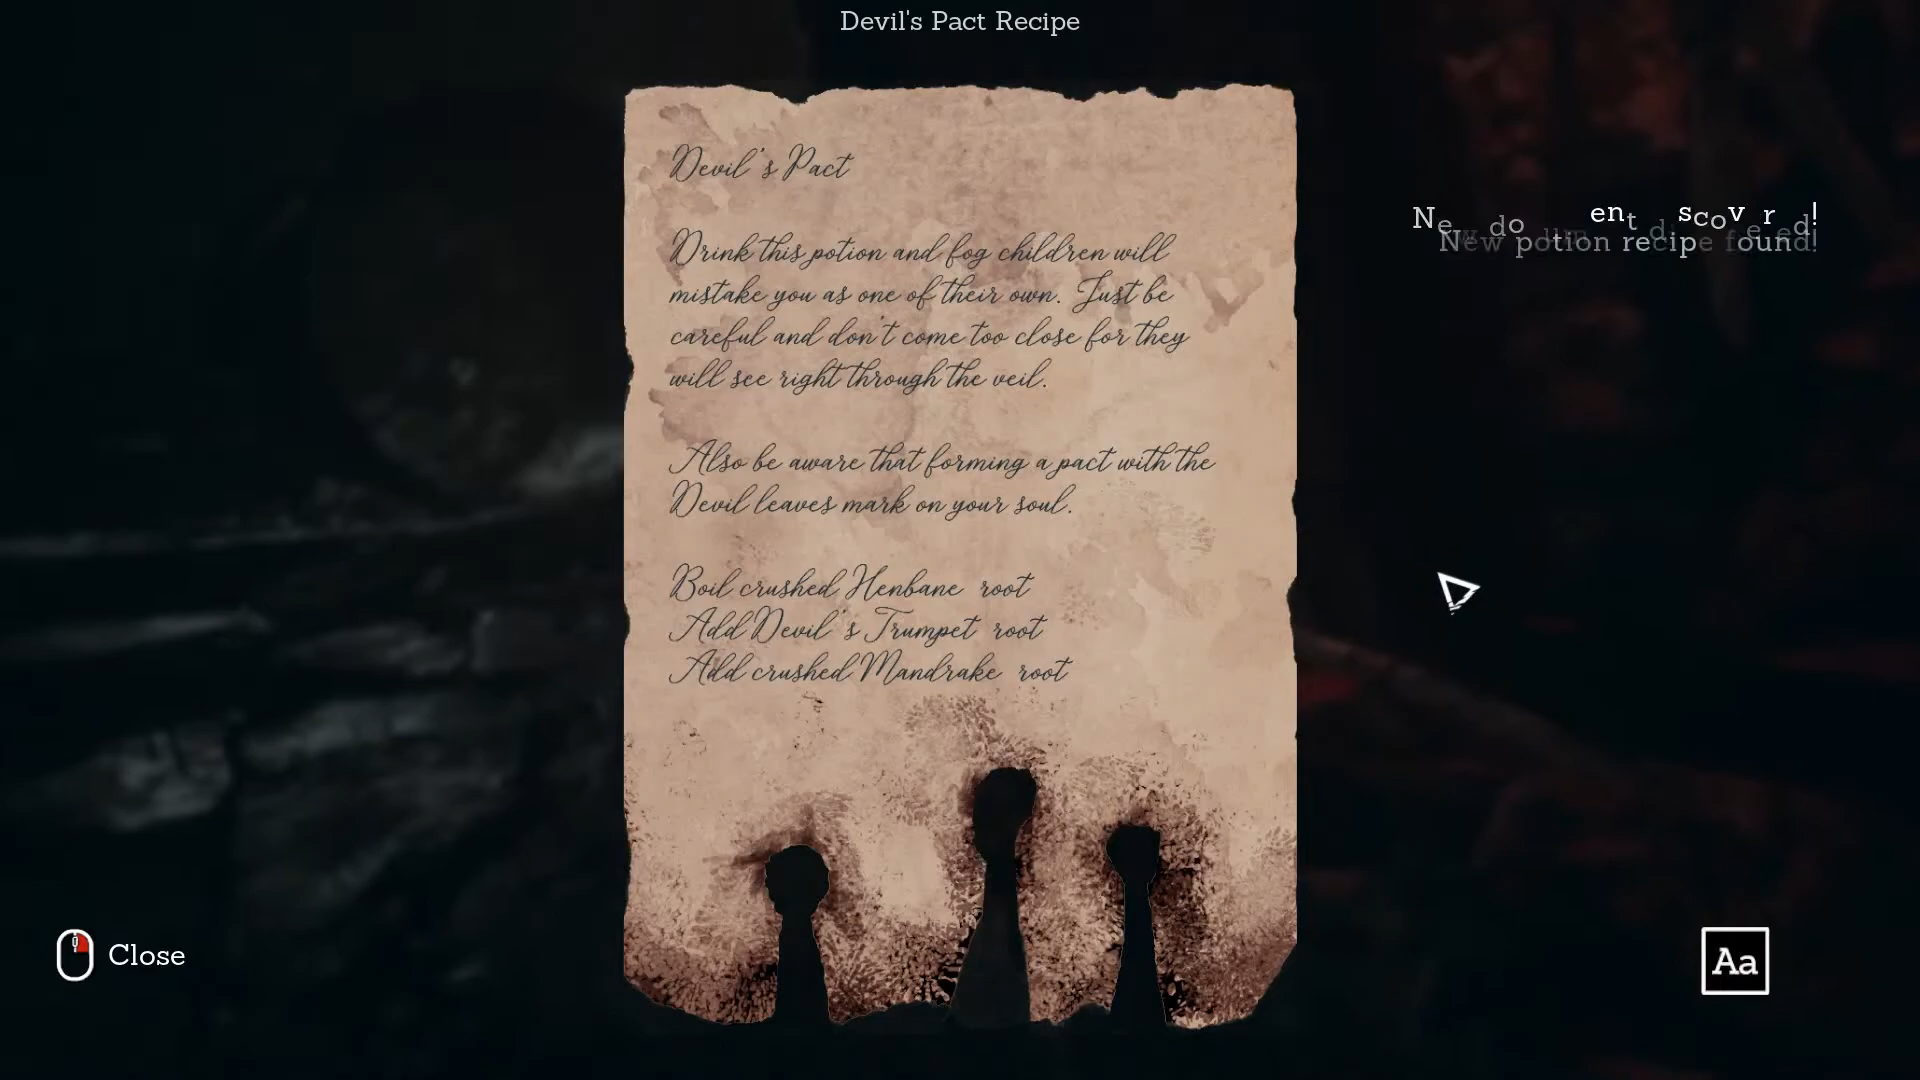 Devil's Pact Recipe
Devil's Pact
Drink this potion and fog children will
mistake you as one of their own. Just be
careful and don't come too close for they
will see right through the veil.
Also be aware that forming a pact with the
Devil leaves mark on your soul.
Boil crushed Henbane root
Add Devil's Trumpet root
Add crushed Mandrake root
New document discovered!
New potion recipe found!
Close
Aa